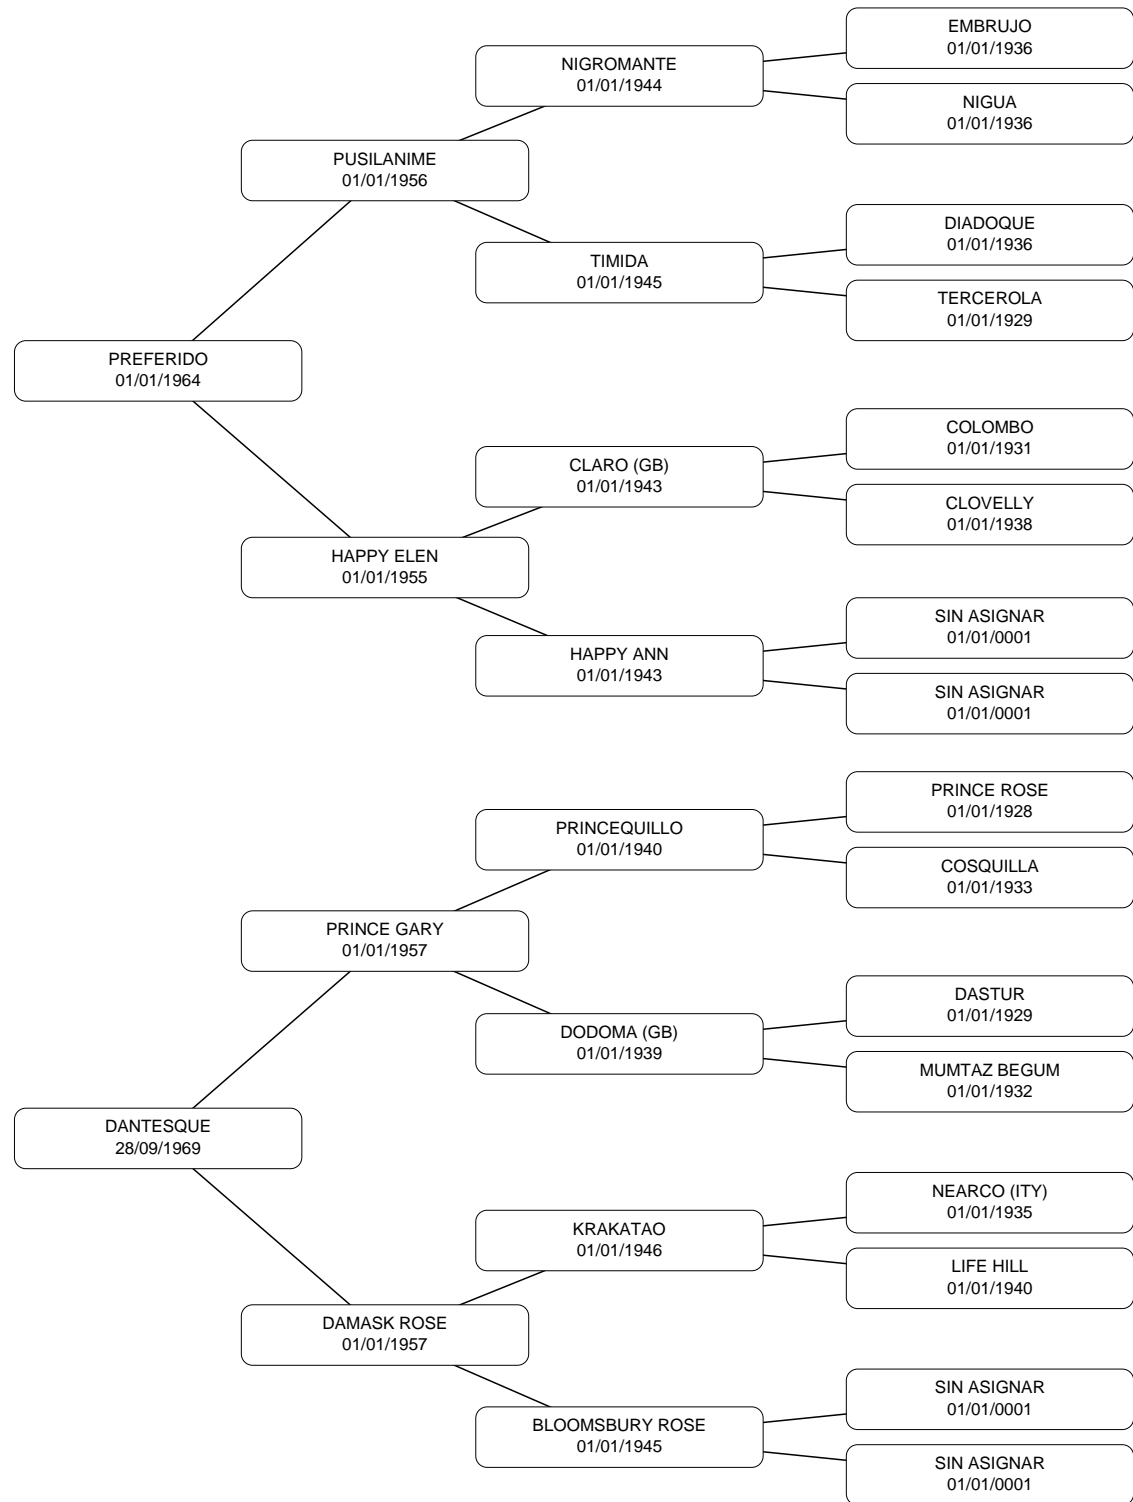 EMBRUJO
01/01/1936
NIGROMANTE
01/01/1944
NIGUA
01/01/1936
PUSILANIME
01/01/1956
DIADOQUE
01/01/1936
TIMIDA
01/01/1945
TERCEROLA
01/01/1929
PREFERIDO
01/01/1964
COLOMBO
01/01/1931
CLARO (GB)
01/01/1943
CLOVELLY
01/01/1938
HAPPY ELEN
01/01/1955
SIN ASIGNAR
01/01/0001
HAPPY ANN
01/01/1943
SIN ASIGNAR
01/01/0001
PRINCE ROSE
01/01/1928
PRINCEQUILLO
01/01/1940
COSQUILLA
01/01/1933
PRINCE GARY
01/01/1957
DASTUR
01/01/1929
DODOMA (GB)
01/01/1939
MUMTAZ BEGUM
01/01/1932
DANTESQUE
28/09/1969
NEARCO (ITY)
01/01/1935
KRAKATAO
01/01/1946
LIFE HILL
01/01/1940
DAMASK ROSE
01/01/1957
SIN ASIGNAR
01/01/0001
BLOOMSBURY ROSE
01/01/1945
SIN ASIGNAR
01/01/0001